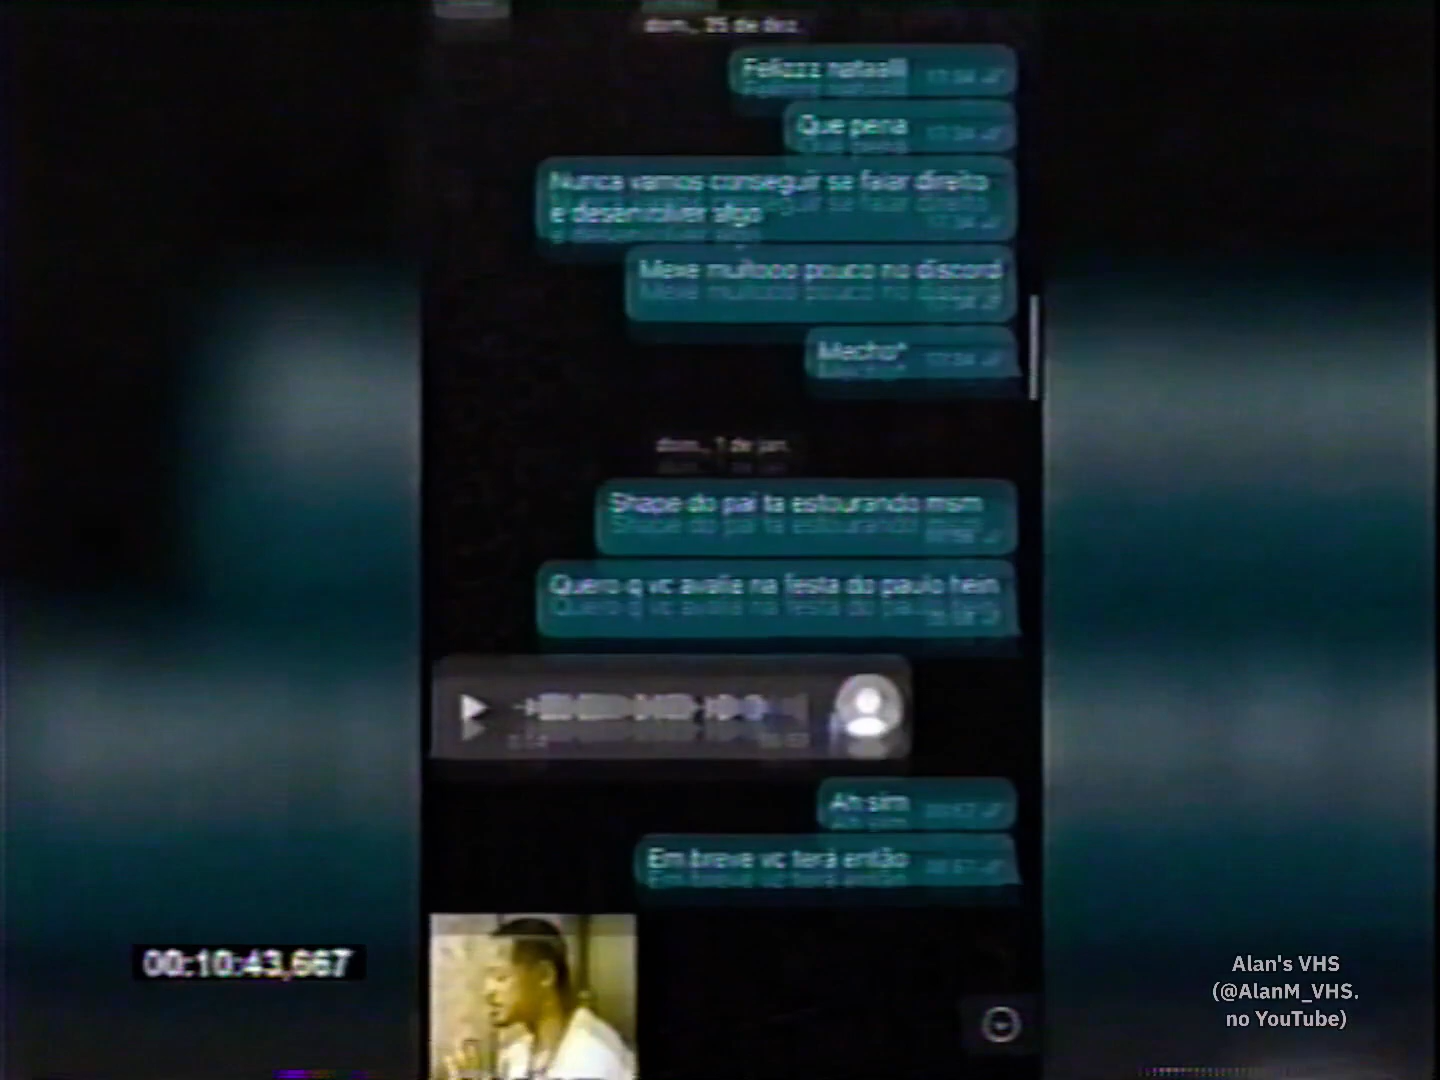 dom., 25 de dez.
Felizzz natalll
Que pena
Nunca vamos conseguir se falar direito
e desenvolver algo
Mexe muitooo pouco no discord
Mecho*
dom., 1 de jan.
Shape do pai ta estourando msm
Quero q vc avalia na festa do paulo hein
Ah sim
Em breve vc terá então
00:10:43,667
Alan's VHS
(@AlanM_VHS.
no YouTube)